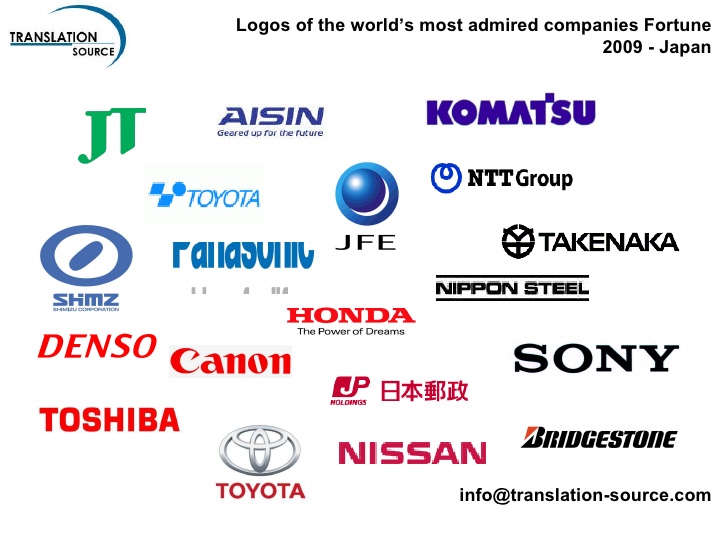 TRANSLATION
SOURCE
Logos of the world's most admired companies Fortune
2009 - Japan
JT
AISIN
Geared up for the future
KOMATSU
TOYOTA
JFE
NTT Group
SHMZ
SHIMIZU CORPORATION
Panasonic
TAKENAKA
NIPPON STEEL
HONDA
The Power of Dreams
DENSO
Canon
SONY
JP
HOLDINGS
日本郵政
TOSHIBA
TOYOTA
NISSAN
BRIDGESTONE
info@translation-source.com